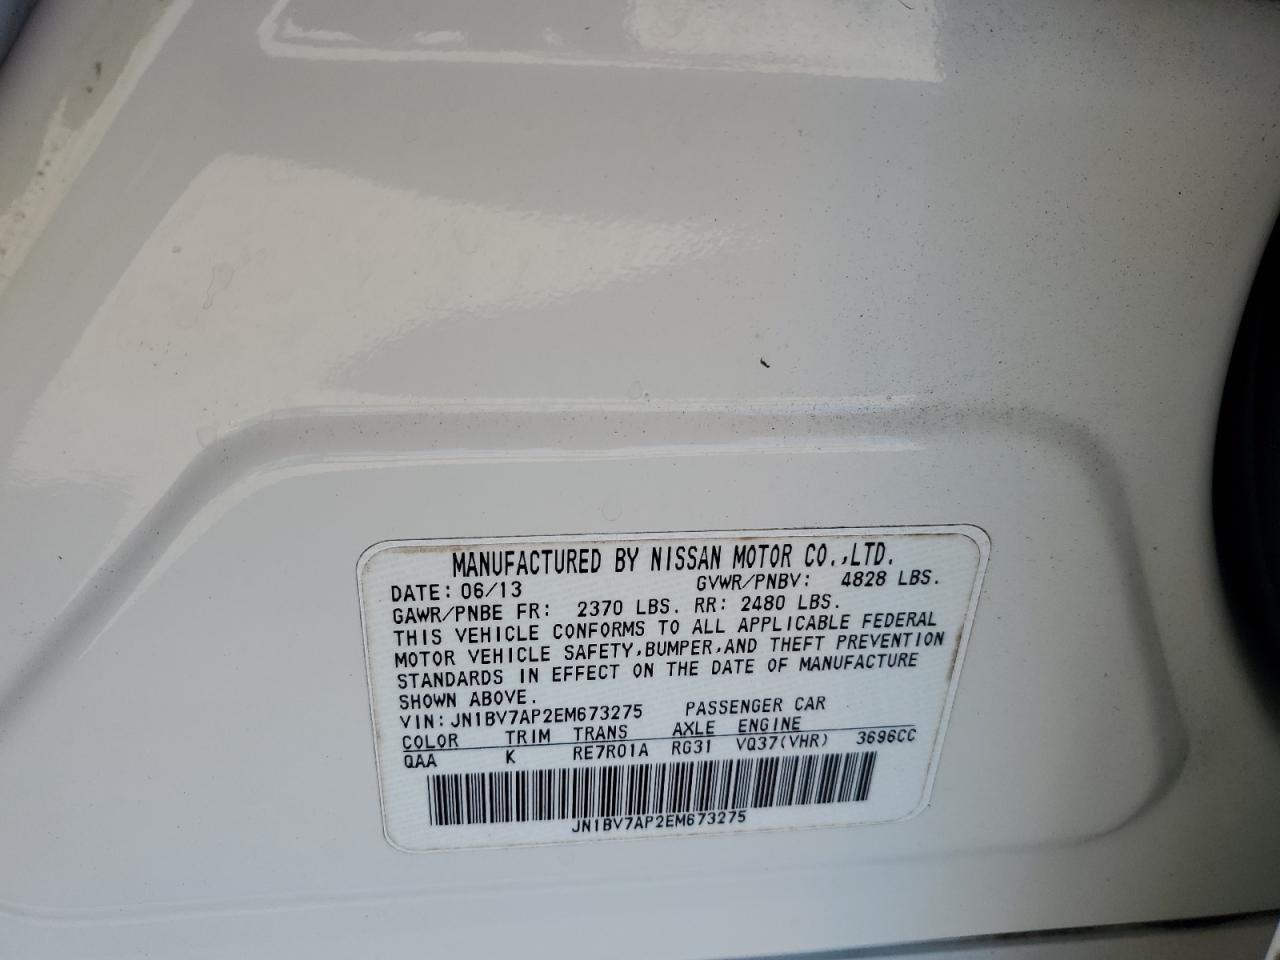 MANUFACTURED BY NISSAN MOTOR CO.,LTD.
DATE: 06/13 GVWR/PNBV: 4828 LBS.
GAWR/PNBE FR: 2370 LBS. RR: 2480 LBS.
THIS VEHICLE CONFORMS TO ALL APPLICABLE FEDERAL
MOTOR VEHICLE SAFETY,BUMPER,AND THEFT PREVENTION
STANDARDS IN EFFECT ON THE DATE OF MANUFACTURE
SHOWN ABOVE.
VIN: JN1BV7AP2EM673275 PASSENGER CAR
COLOR TRIM TRANS AXLE ENGINE
QAA K RE7R01A RG31 VQ37(VHR) 3696CC
JN1BV7AP2EM673275